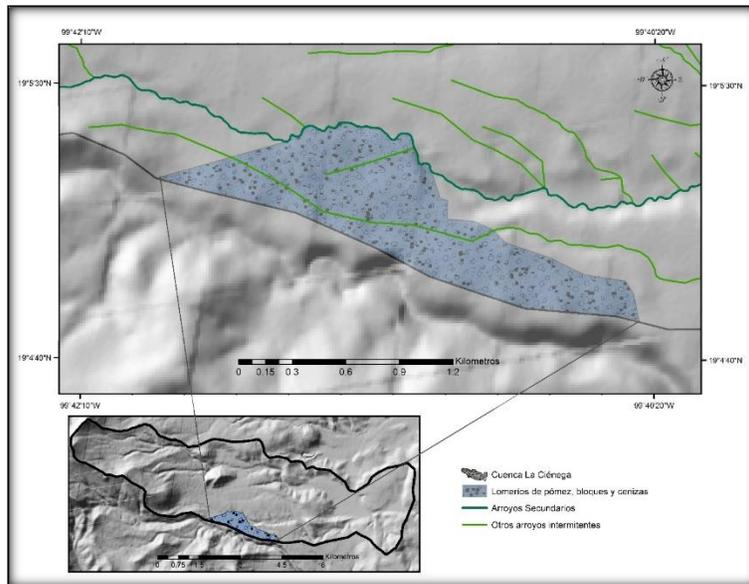 99°42'10"W
99°40'20"W
19°5'30"N
19°5'30"N
19°4'40"N
19°4'40"N
Kilometros
0 0.15 0.3 0.6 0.9 1.2
99°42'10"W
99°40'20"W
Cuenca La Ciénega
Lomeríos de pómez, bloques y cenizas
Arroyos Secundarios
Otros arroyos intermitentes
Kilometros
0 0.75 1.5 3 4.5 6